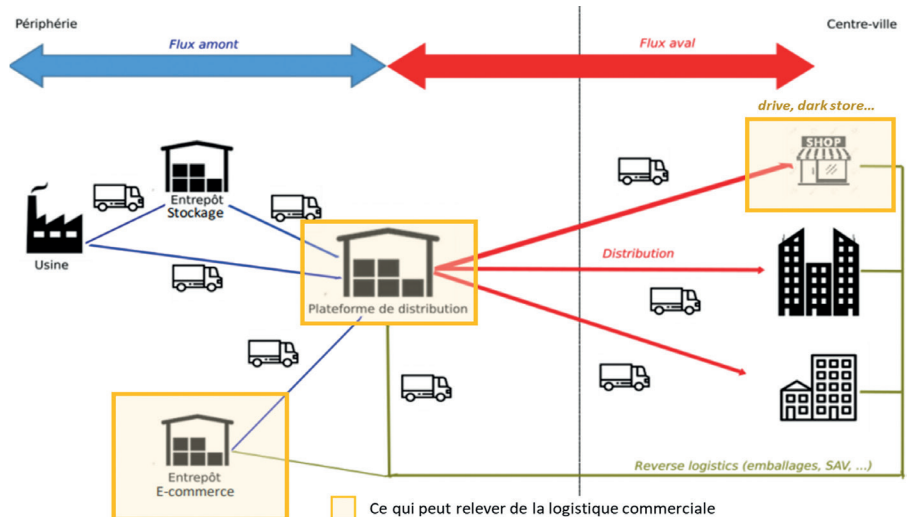 Périphérie
Centre-ville
Flux amont
Flux aval
drive, dark store…
SHOP
Entrepôt
Stockage
Usine
Distribution
Plateforme de distribution
Reverse logistics (emballages, SAV, ...)
Entrepôt
E-commerce
Ce qui peut relever de la logistique commerciale